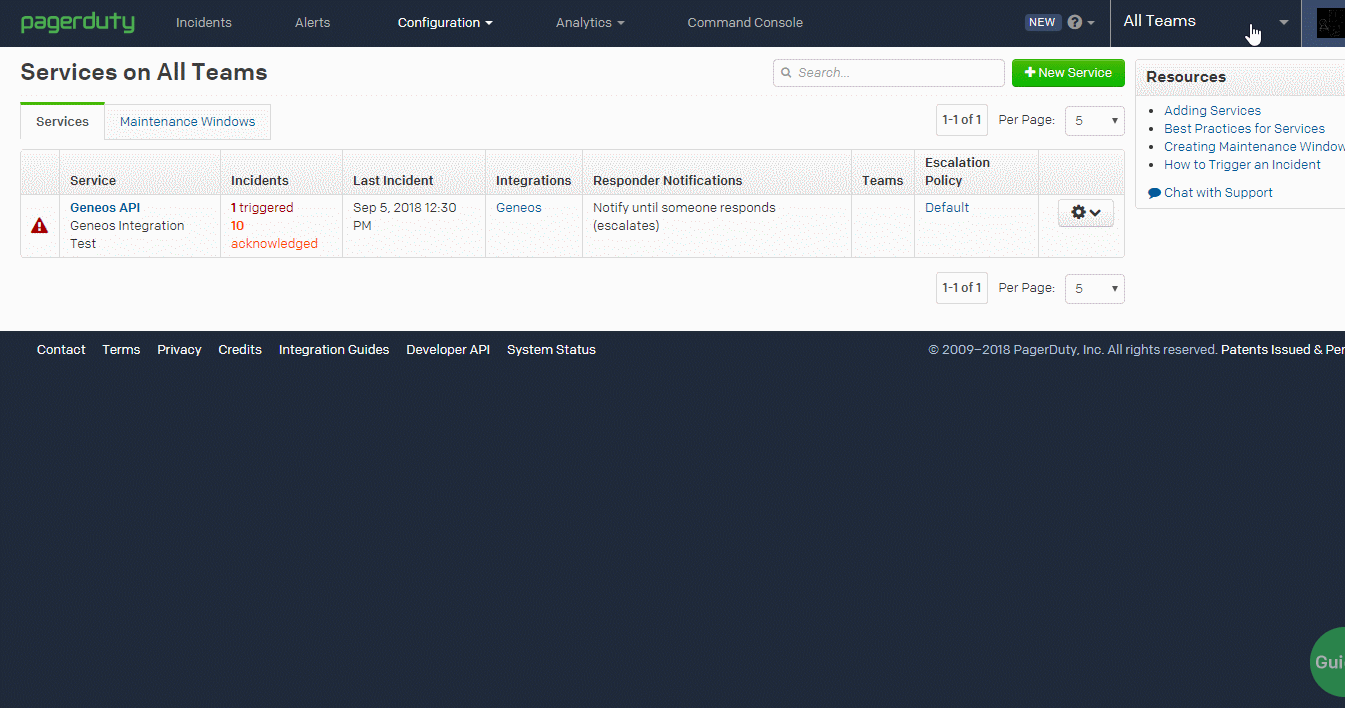 pagerduty Incidents Alerts Configuration Analytics Command Console NEW ? All Teams
Services on All Teams
Search...
New Service
Resources
Adding Services
Best Practices for Services
Creating Maintenance Window
How to Trigger an Incident
Chat with Support
Services Maintenance Windows
1-1 of 1 Per Page: 5
Service Incidents Last Incident Integrations Responder Notifications Teams Escalation Policy
Geneos API
Geneos Integration
Test
1 triggered
10
acknowledged
Sep 5, 2018 12:30
PM
Geneos
Notify until someone responds
(escalates)
Default
1-1 of 1 Per Page: 5
Contact Terms Privacy Credits Integration Guides Developer API System Status
© 2009–2018 PagerDuty, Inc. All rights reserved. Patents Issued & Per
Gui